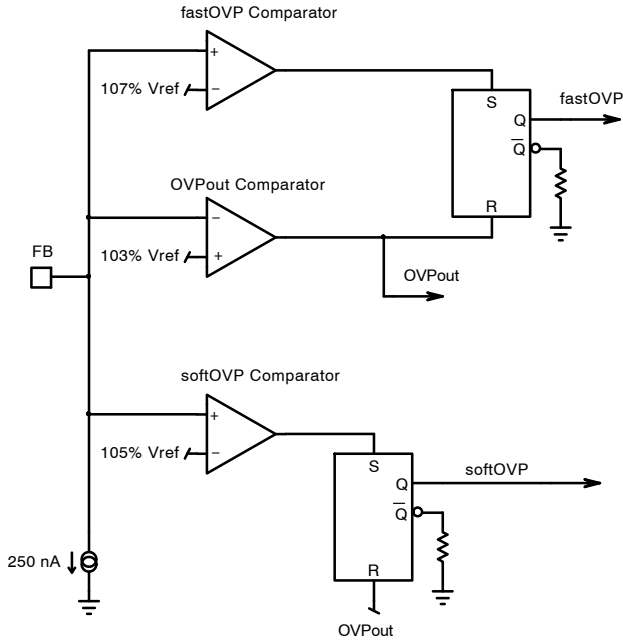 fastOVP Comparator
+
107% Vref
−
S
fastOVP
Q
Q
R
OVPout Comparator
−
103% Vref
+
OVPout
FB
softOVP Comparator
+
105% Vref
−
S
softOVP
Q
Q
R
250 nA
OVPout